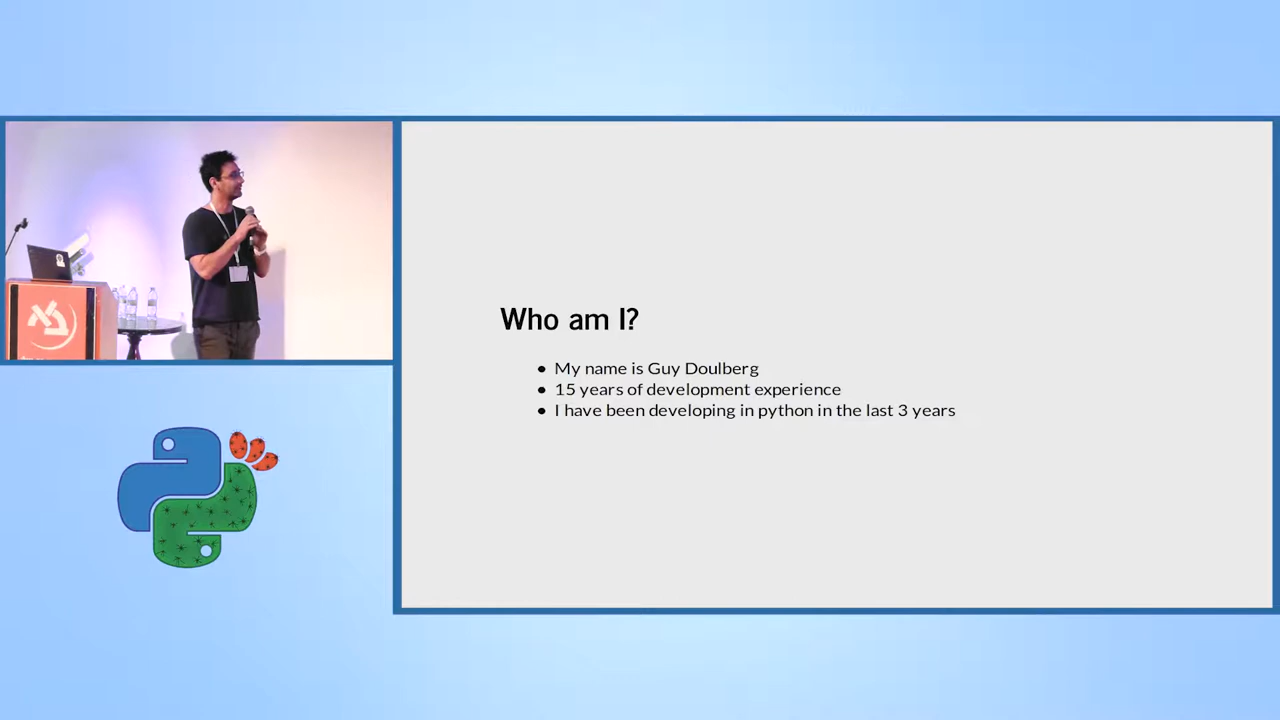 Who am I?
• My name is Guy Doulberg
• 15 years of development experience
• I have been developing in python in the last 3 years